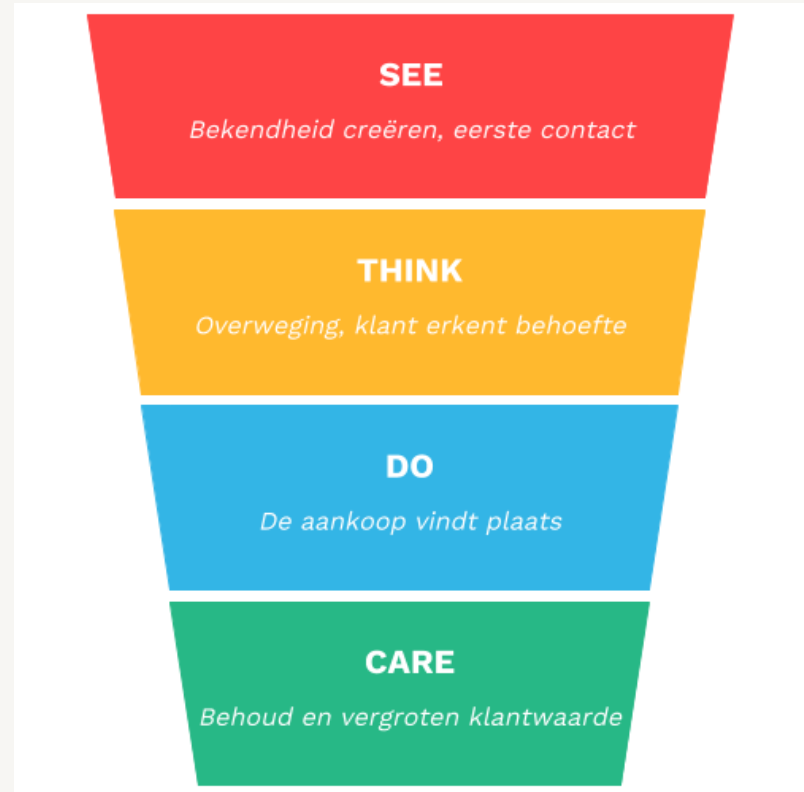 SEE
Bekendheid creëren, eerste contact
THINK
Overweging, klant erkent behoefte
DO
De aankoop vindt plaats
CARE
Behoud en vergroten klantwaarde